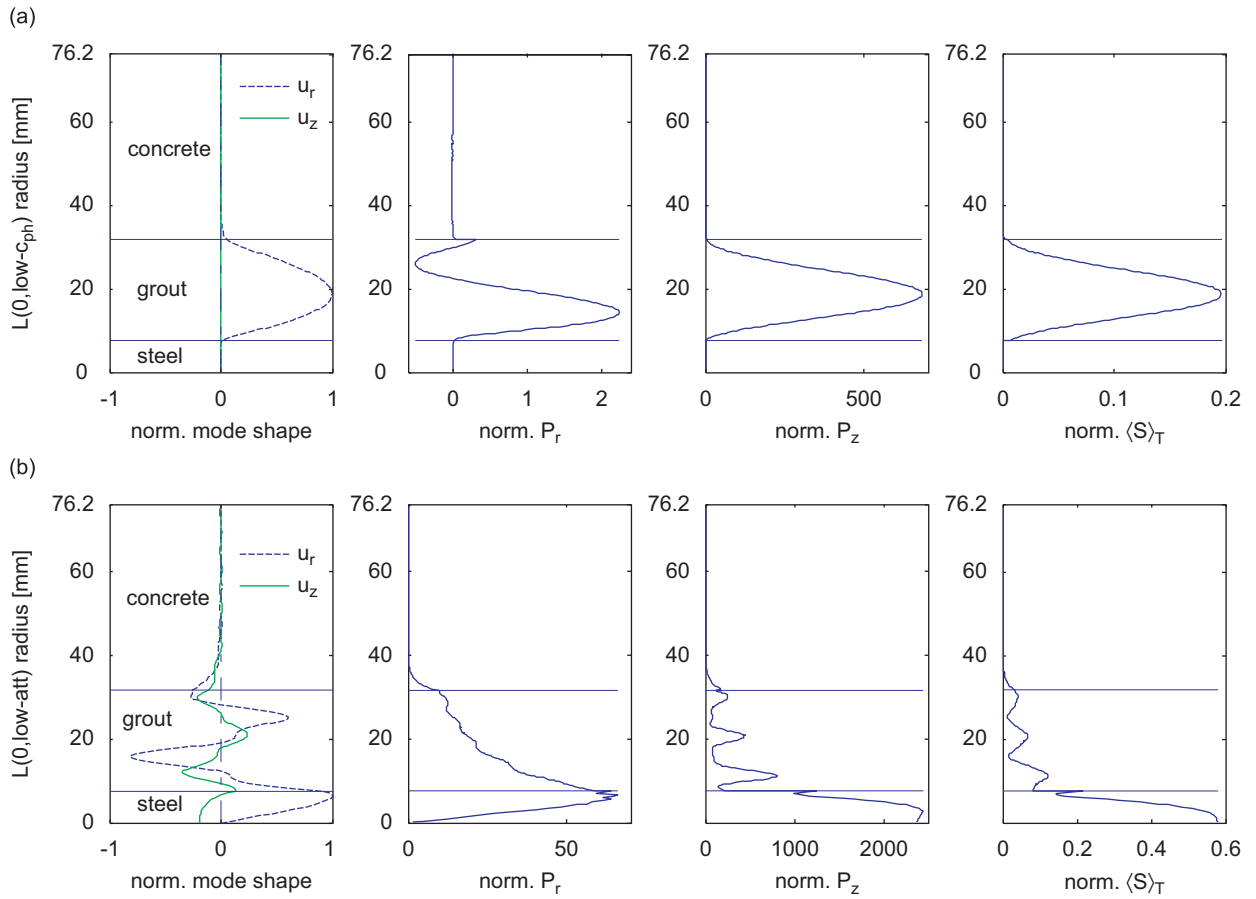 (a)
76.2
60
40
20
0
L(0,low-c_ph) radius [mm]
u_r
u_z
concrete
grout
steel
-1
0
1
norm. mode shape
76.2
60
40
20
0
0
1
2
norm. P_r
76.2
60
40
20
0
0
500
norm. P_z
76.2
60
40
20
0
0
0.1
0.2
norm. ⟨S⟩_T
(b)
76.2
60
40
20
0
L(0,low-att) radius [mm]
u_r
u_z
concrete
grout
steel
-1
0
1
norm. mode shape
76.2
60
40
20
0
0
50
norm. P_r
76.2
60
40
20
0
0
1000
2000
norm. P_z
76.2
60
40
20
0
0
0.2
0.4
0.6
norm. ⟨S⟩_T